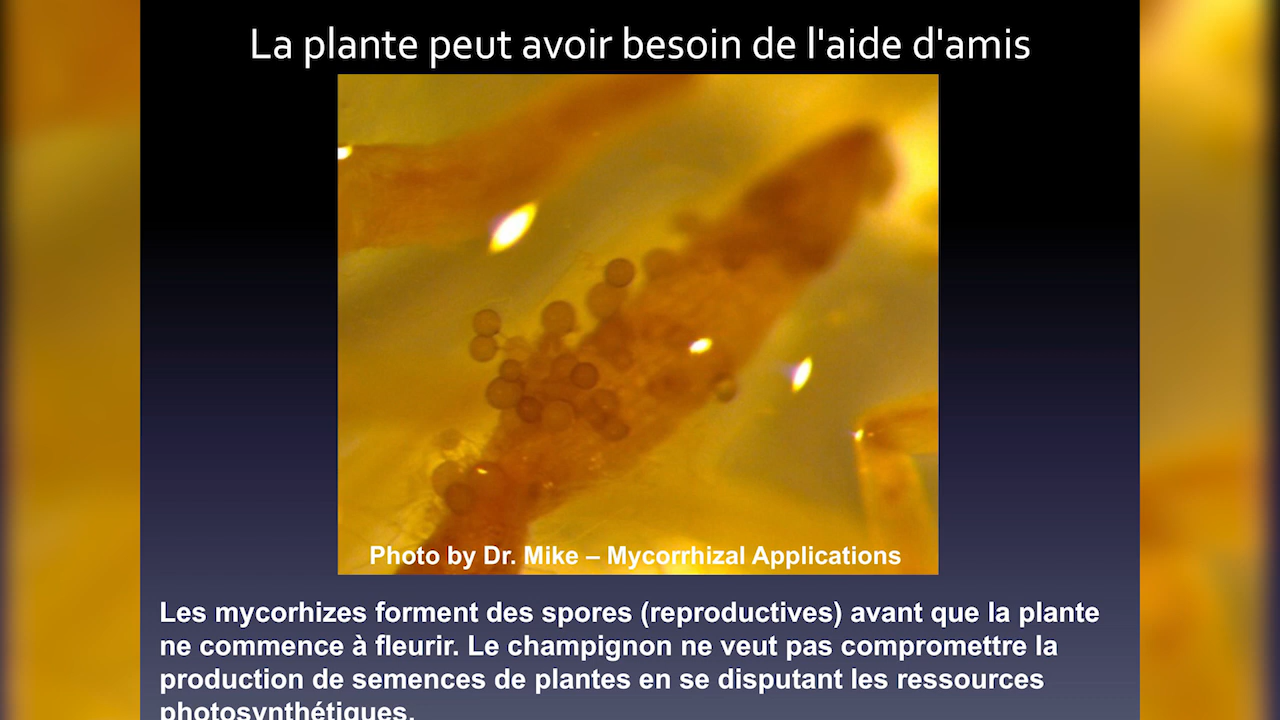 La plante peut avoir besoin de l'aide d'amis
Photo by Dr. Mike – Mycorrhizal Applications
Les mycorhizes forment des spores (reproductives) avant que la plante
ne commence à fleurir. Le champignon ne veut pas compromettre la
production de semences de plantes en se disputant les ressources
photosynthétiques.